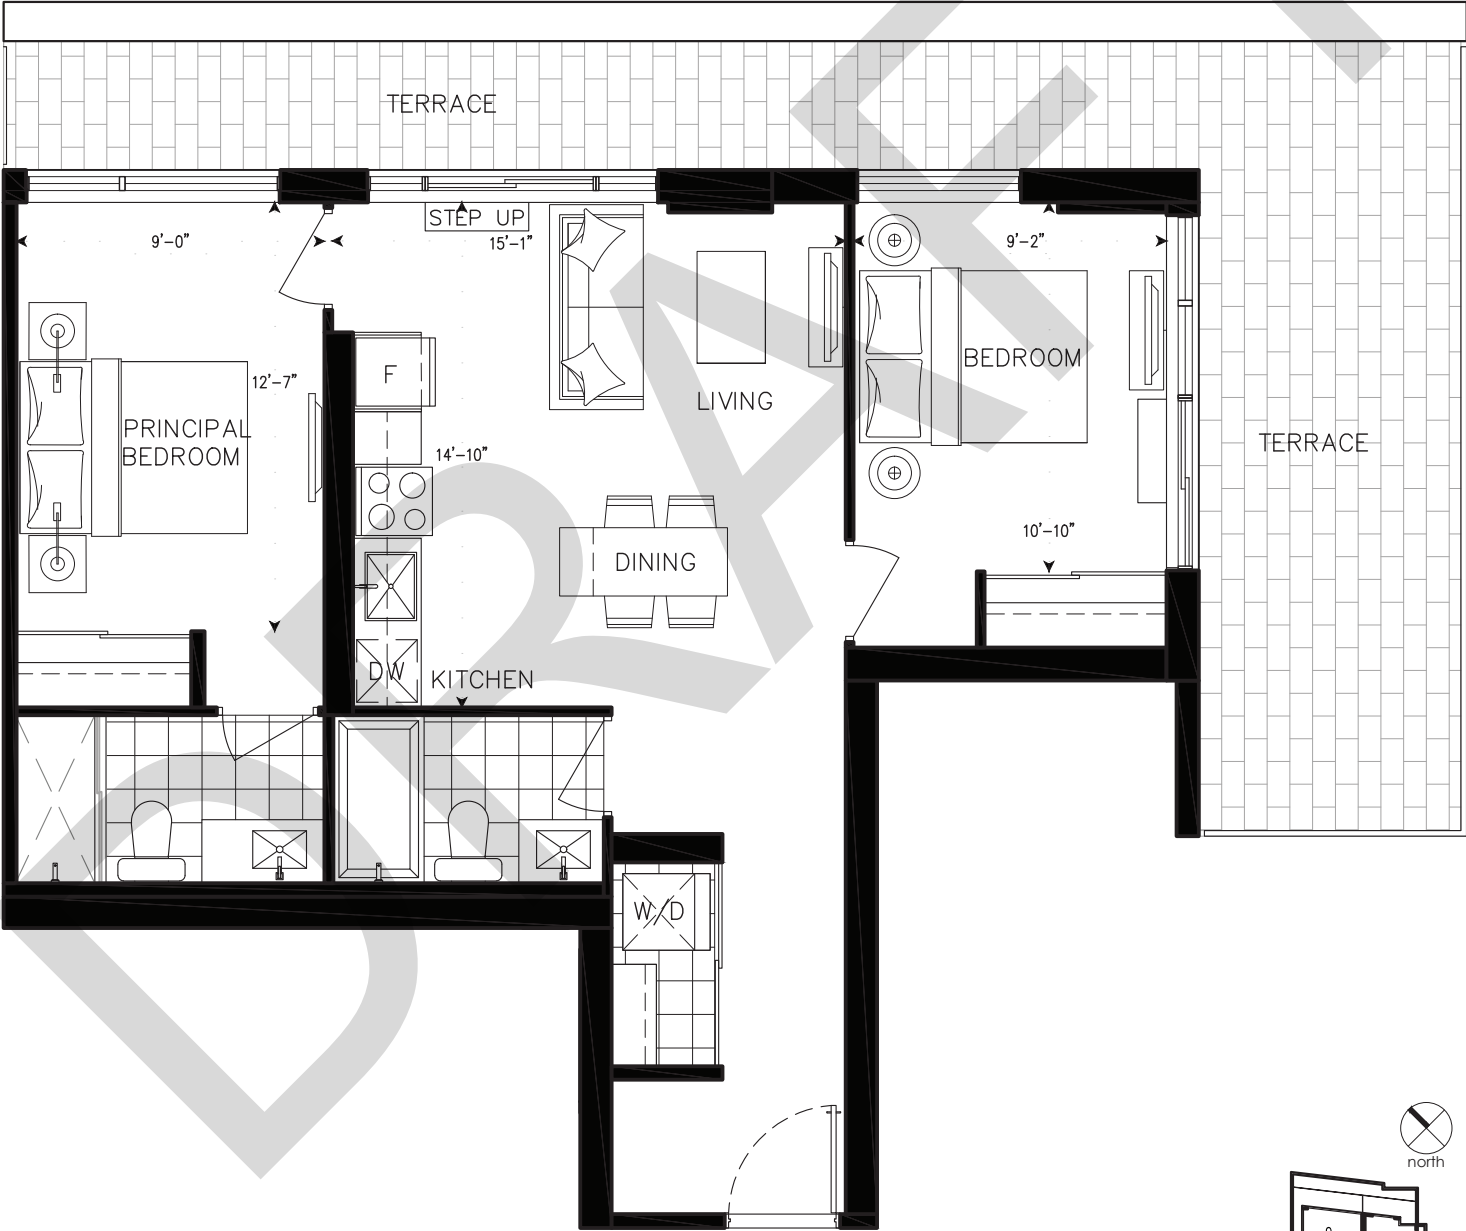 TERRACE
STEP UP
9'-0"
15'-1"
9'-2"
BEDROOM
F
12'-7"
LIVING
PRINCIPAL
BEDROOM
TERRACE
14'-10"
10'-10"
DINING
DW
KITCHEN
W/D
DRAF
north